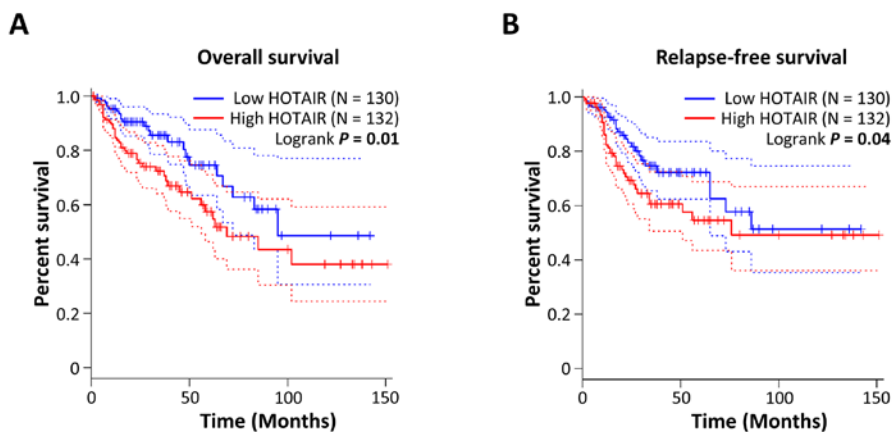 A
Overall survival
Low HOTAIR (N = 130)
High HOTAIR (N = 132)
Logrank P = 0.01
Percent survival
1.0
0.8
0.6
0.4
0.2
0
0 50 100 150
Time (Months)
B
Relapse-free survival
Low HOTAIR (N = 130)
High HOTAIR (N = 132)
Logrank P = 0.04
Percent survival
1.0
0.8
0.6
0.4
0.2
0
0 50 100 150
Time (Months)